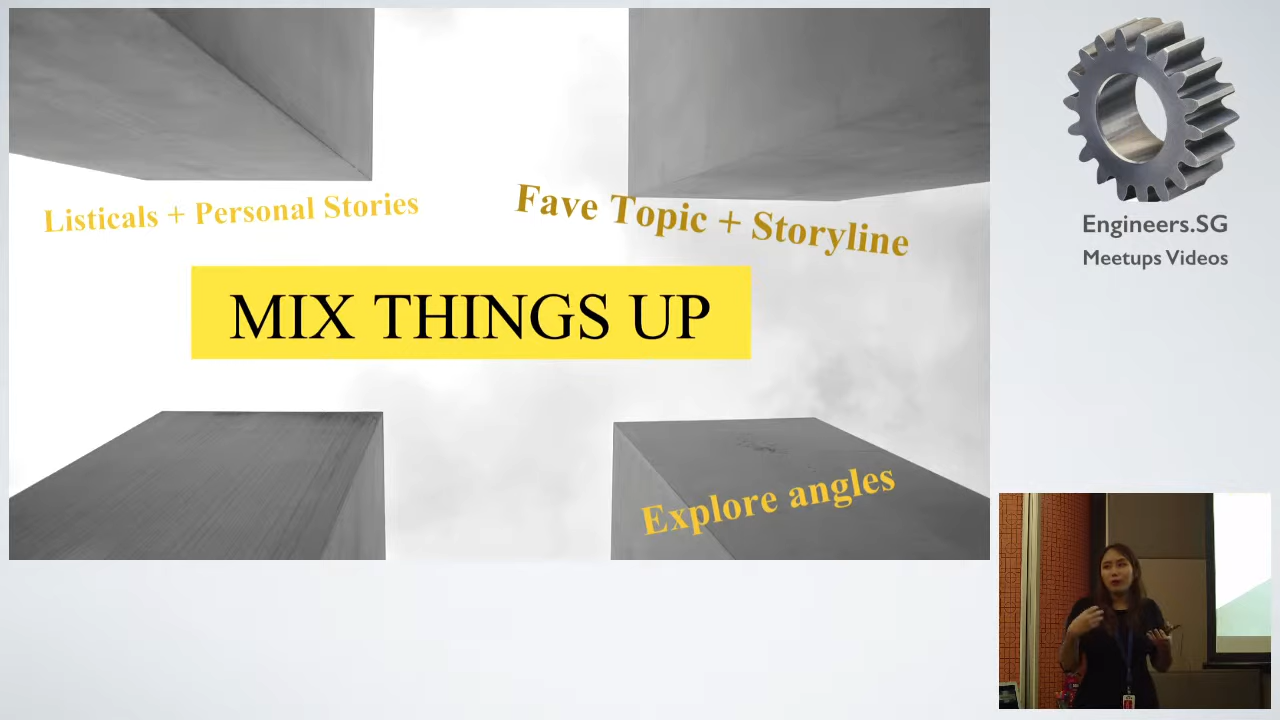 Listicals + Personal Stories
Fave Topic + Storyline
MIX THINGS UP
Explore angles
Engineers.SG
Meetups Videos